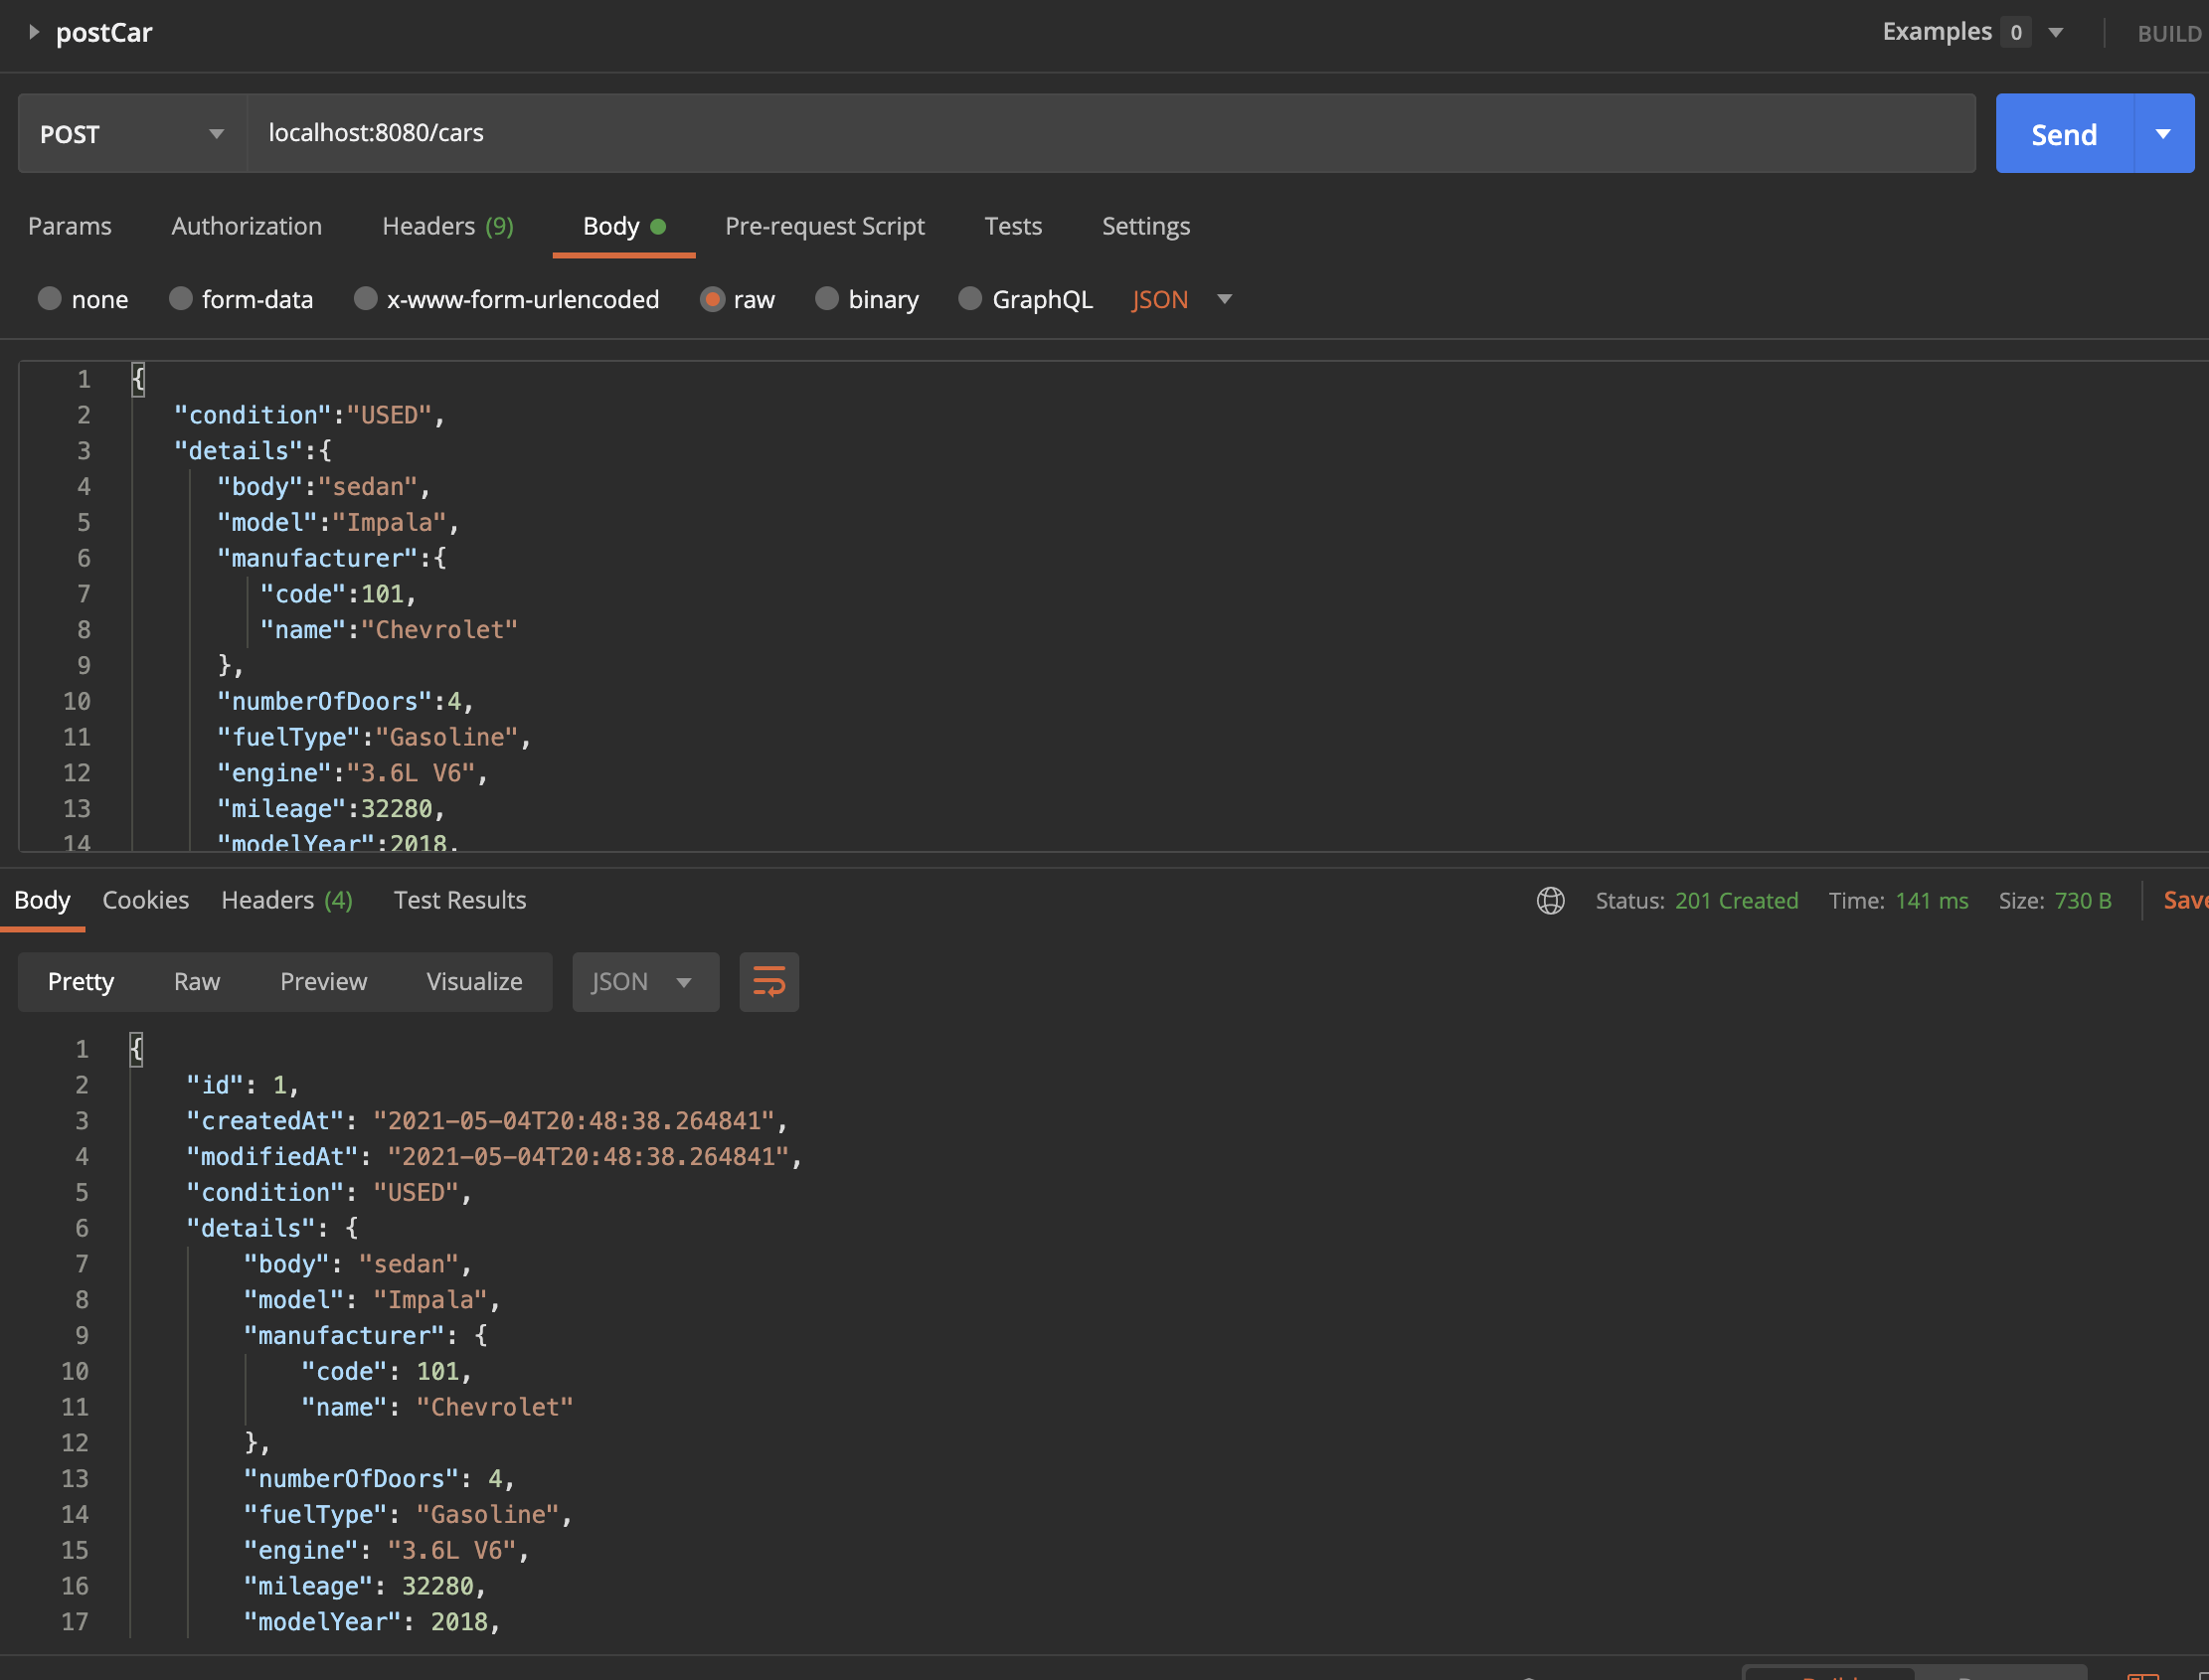 postCar
Examples 0
BUILD
POST
localhost:8080/cars
Send
Params Authorization Headers (9) Body Pre-request Script Tests Settings
none form-data x-www-form-urlencoded raw binary GraphQL JSON
1 {
2 "condition":"USED",
3 "details":{
4 "body":"sedan",
5 "model":"Impala",
6 "manufacturer":{
7 "code":101,
8 "name":"Chevrolet"
9 },
10 "numberOfDoors":4,
11 "fuelType":"Gasoline",
12 "engine":"3.6L V6",
13 "mileage":32280,
14 "modelYear":2018,
Body Cookies Headers (4) Test Results Status: 201 Created Time: 141 ms Size: 730 B Save
Pretty Raw Preview Visualize JSON
1 {
2 "id": 1,
3 "createdAt": "2021-05-04T20:48:38.264841",
4 "modifiedAt": "2021-05-04T20:48:38.264841",
5 "condition": "USED",
6 "details": {
7 "body": "sedan",
8 "model": "Impala",
9 "manufacturer": {
10 "code": 101,
11 "name": "Chevrolet"
12 },
13 "numberOfDoors": 4,
14 "fuelType": "Gasoline",
15 "engine": "3.6L V6",
16 "mileage": 32280,
17 "modelYear": 2018,